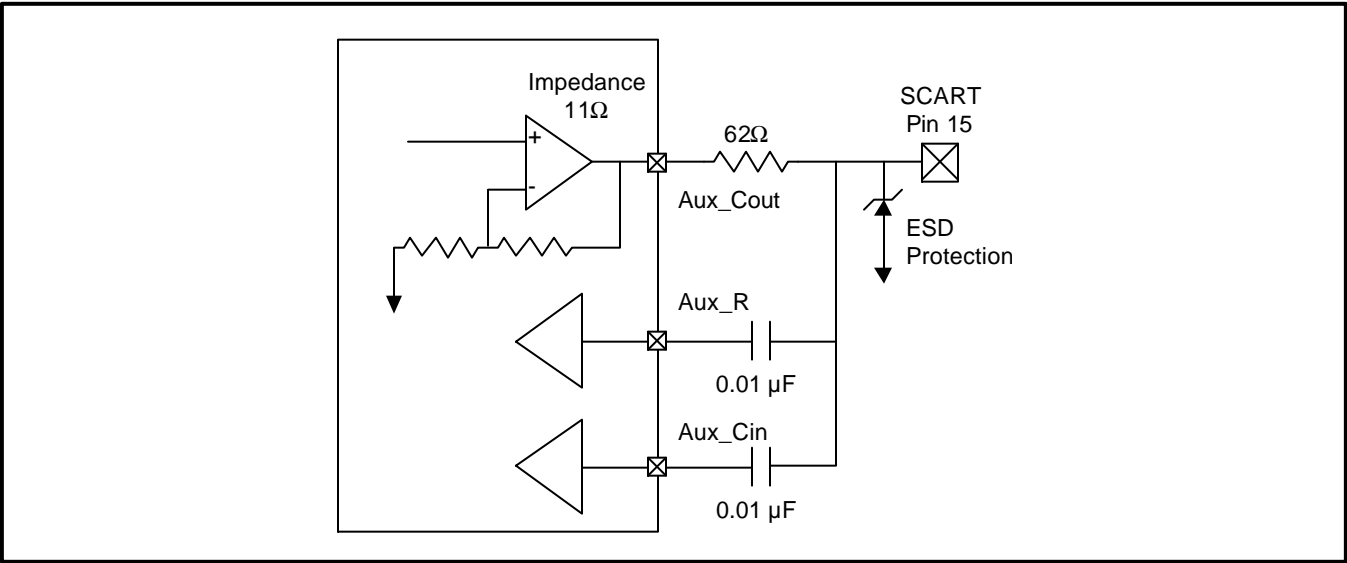 Impedance
11Ω
+
-
62Ω
SCART
Pin 15
Aux_Cout
ESD
Protection
Aux_R
0.01 µF
Aux_Cin
0.01 µF